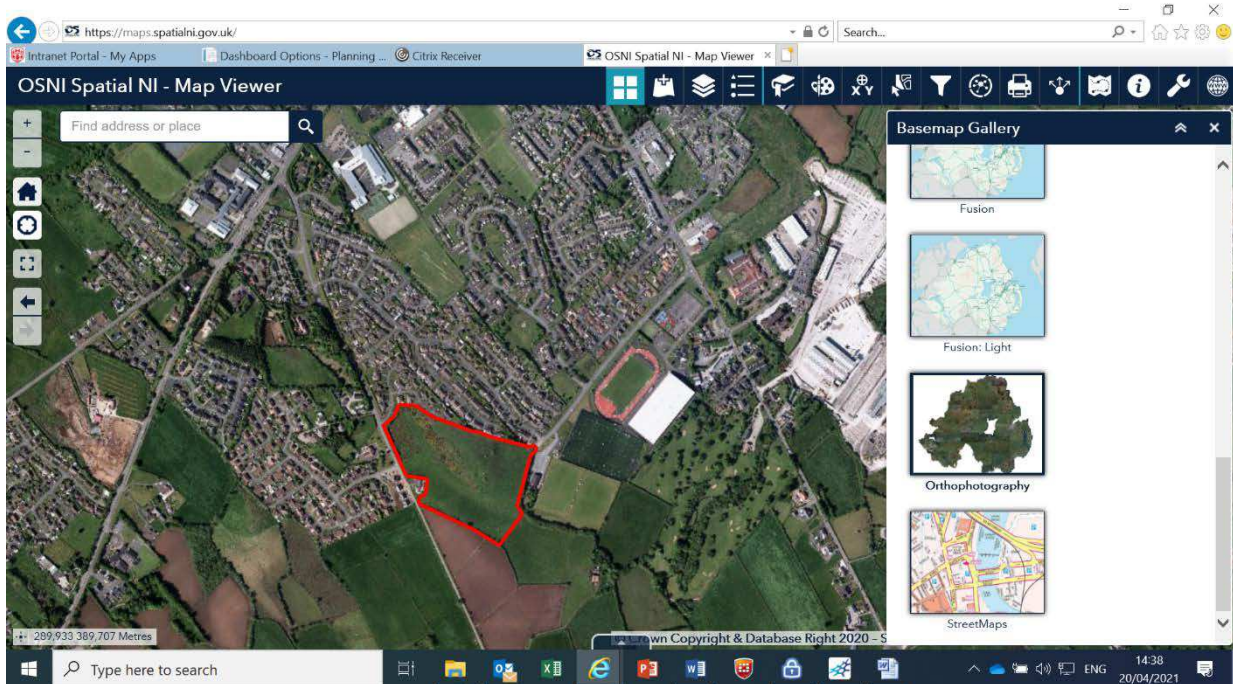 https://maps.spatialni.gov.uk/
Search...
Intranet Portal - My Apps
Dashboard Options - Planning ...
Citrix Receiver
OSNI Spatial NI - Map Viewer
OSNI Spatial NI - Map Viewer
Find address or place
Basemap Gallery
Fusion
Fusion: Light
Orthophotography
StreetMaps
289,933 389,707 Metres
Crown Copyright & Database Right 2020 - S
Type here to search
ENG
14:38
20/04/2021